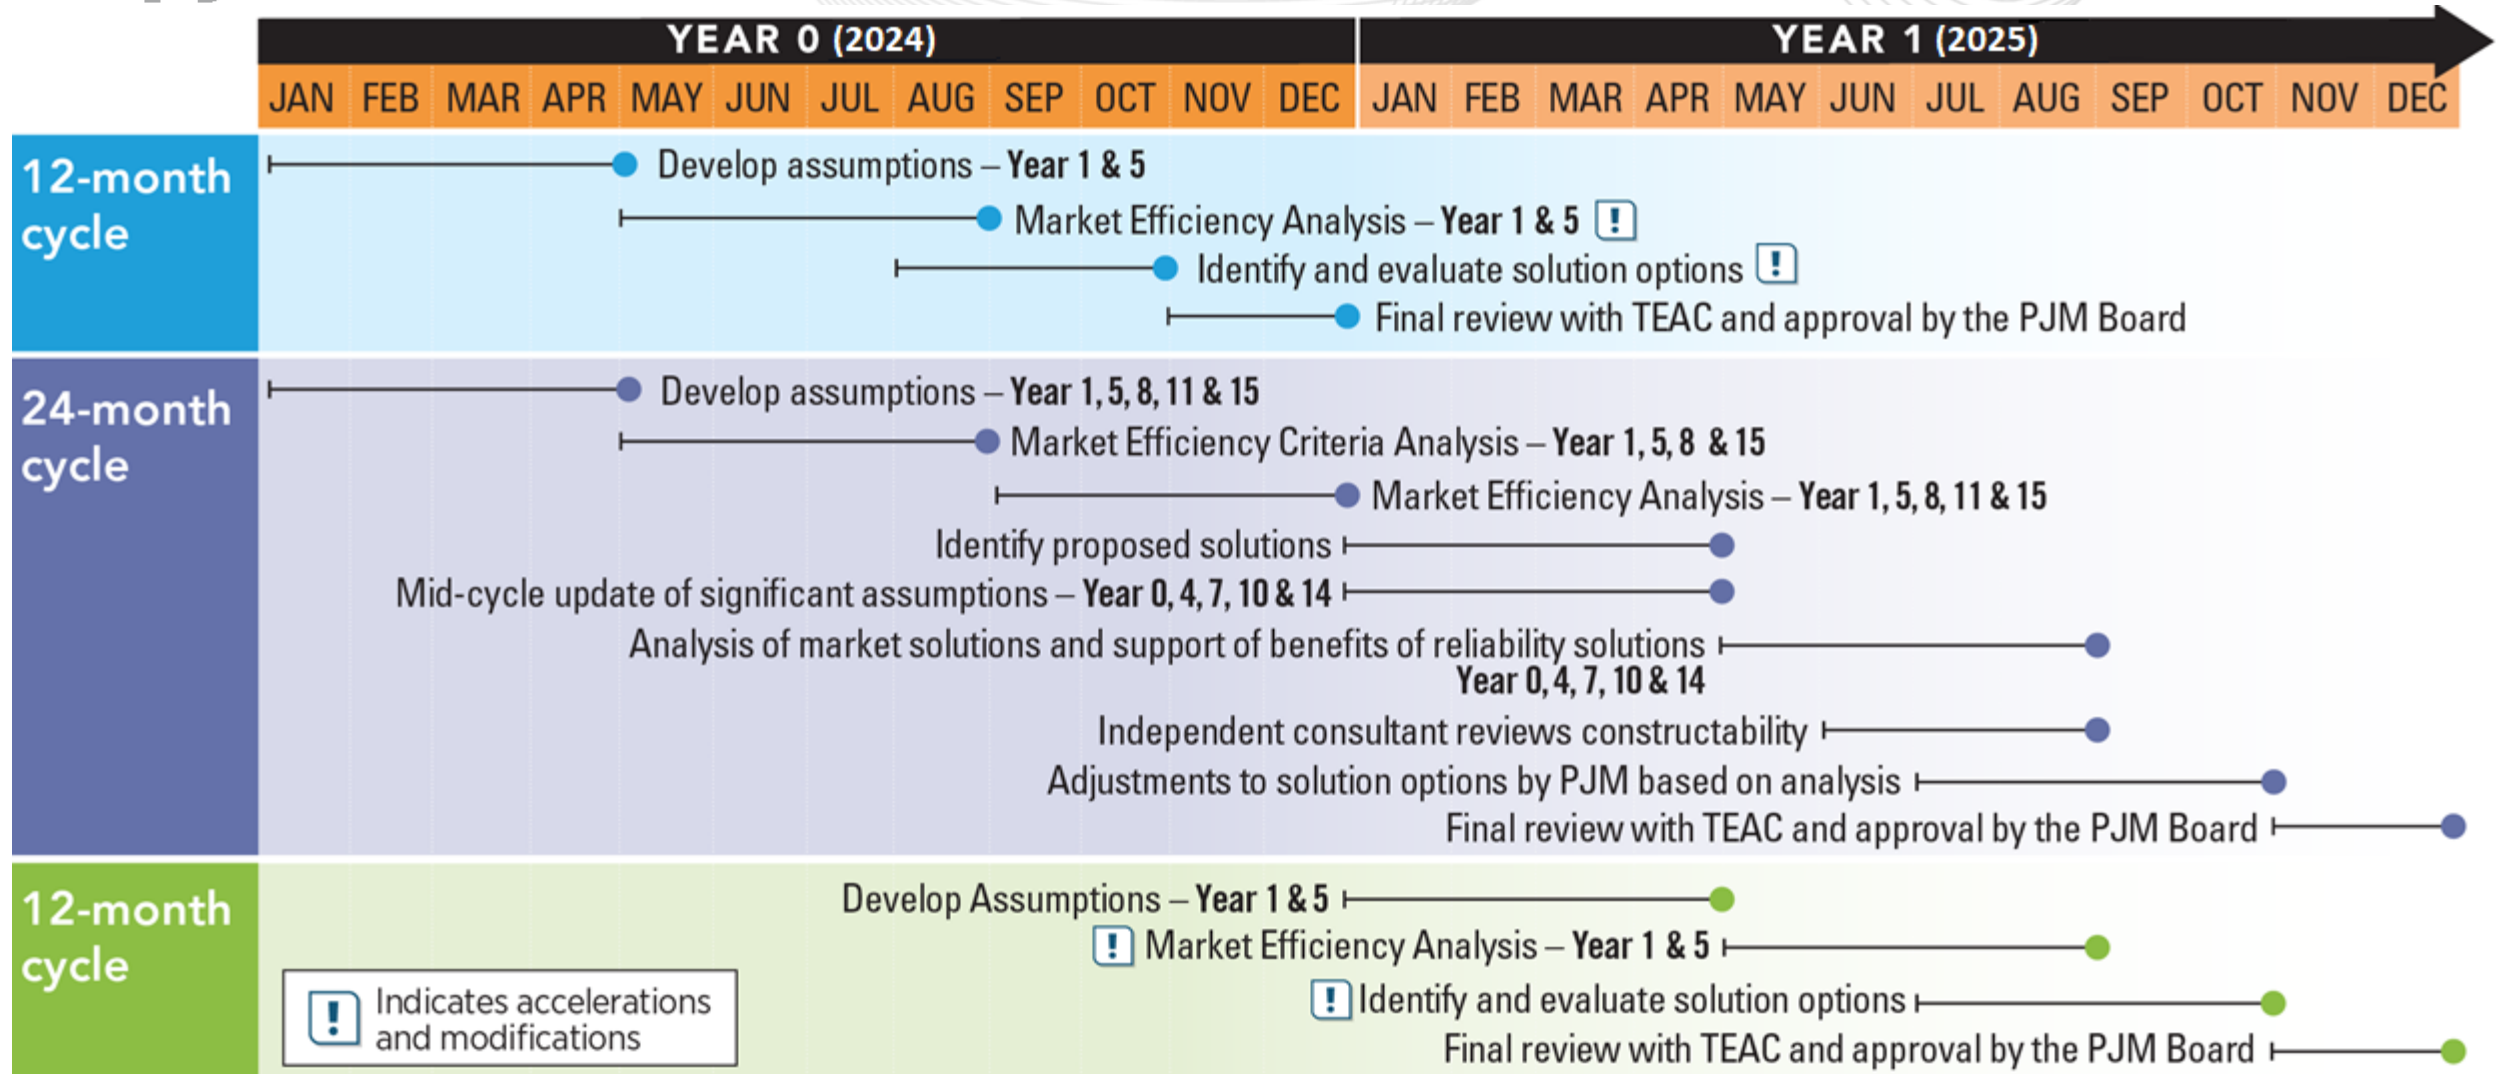 YEAR 0 (2024) YEAR 1 (2025)
JAN FEB MAR APR MAY JUN JUL AUG SEP OCT NOV DEC JAN FEB MAR APR MAY JUN JUL AUG SEP OCT NOV DEC
12-month
cycle
Develop assumptions – Year 1 & 5
Market Efficiency Analysis – Year 1 & 5 !
Identify and evaluate solution options !
Final review with TEAC and approval by the PJM Board
24-month
cycle
Develop assumptions – Year 1, 5, 8, 11 & 15
Market Efficiency Criteria Analysis – Year 1, 5, 8 & 15
Market Efficiency Analysis – Year 1, 5, 8, 11 & 15
Identify proposed solutions
Mid-cycle update of significant assumptions – Year 0, 4, 7, 10 & 14
Analysis of market solutions and support of benefits of reliability solutions
Year 0, 4, 7, 10 & 14
Independent consultant reviews constructability
Adjustments to solution options by PJM based on analysis
Final review with TEAC and approval by the PJM Board
12-month
cycle
Develop Assumptions – Year 1 & 5
! Market Efficiency Analysis – Year 1 & 5
! Identify and evaluate solution options
Final review with TEAC and approval by the PJM Board
! Indicates accelerations
and modifications